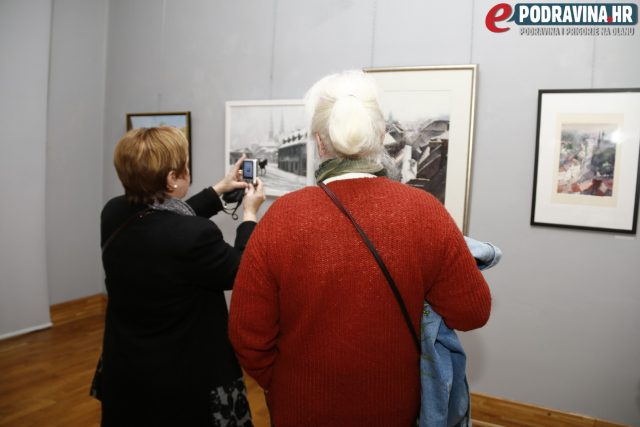 ePODRAVINA.HR
PODRAVINA I PRIGORJE NA DLANU